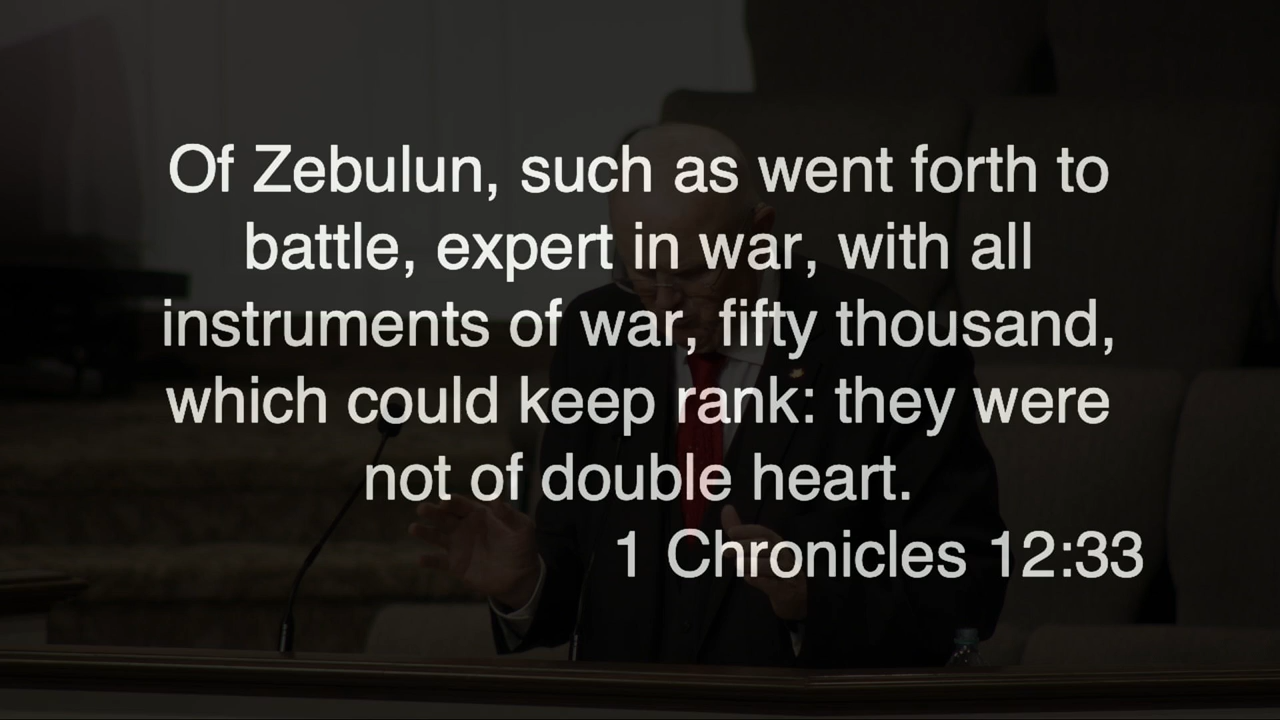 Of Zebulun, such as went forth to
battle, expert in war, with all
instruments of war, fifty thousand,
which could keep rank: they were
not of double heart.
1 Chronicles 12:33